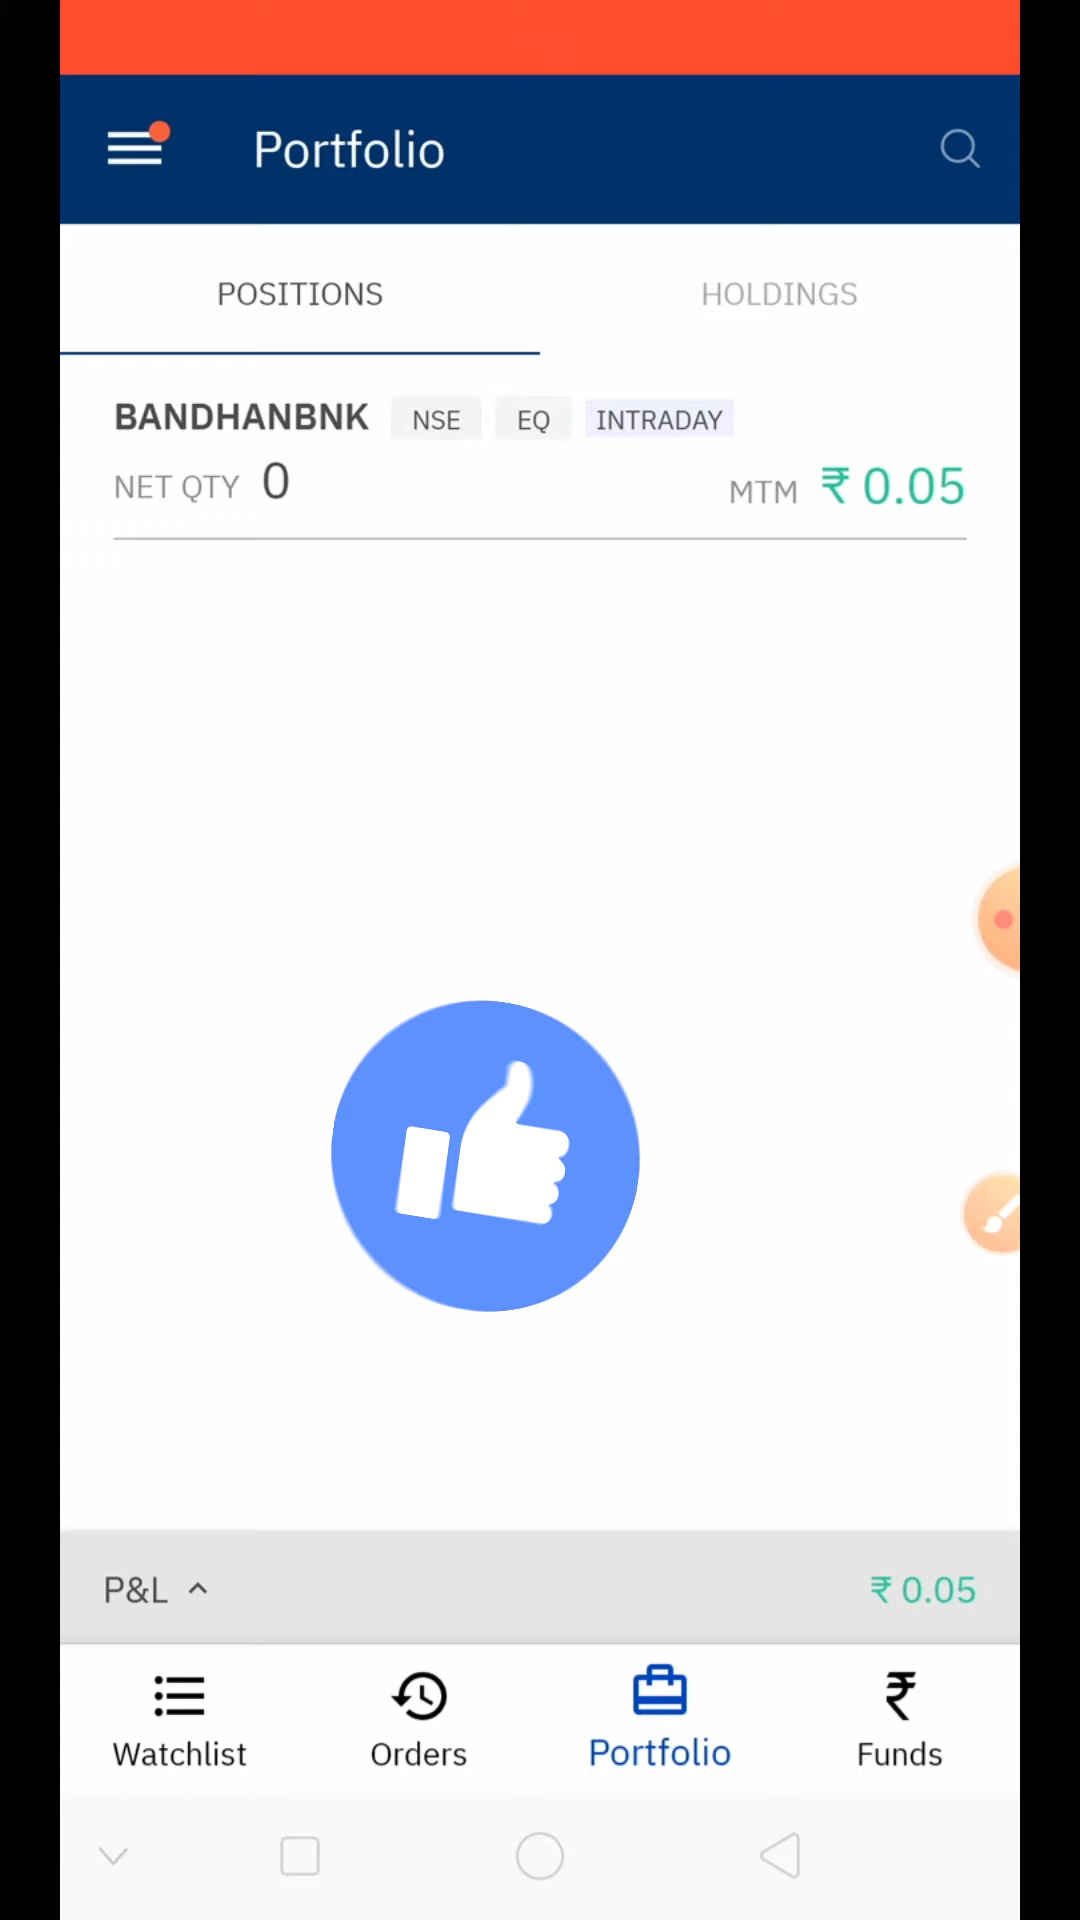 Portfolio
POSITIONS HOLDINGS
BANDHANBNK NSE EQ INTRADAY
NET QTY 0 MTM ₹ 0.05
P&L ₹ 0.05
Watchlist Orders Portfolio Funds